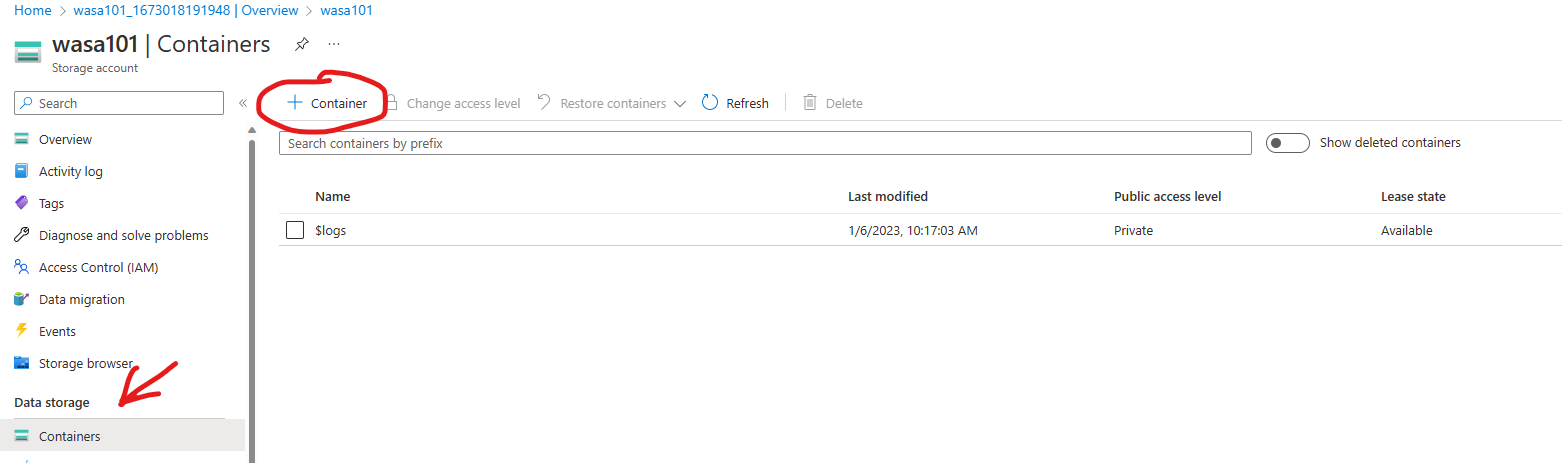 Home > wasa101_1673018191948 | Overview > wasa101
wasa101 | Containers
Storage account
Search
Overview
Activity log
Tags
Diagnose and solve problems
Access Control (IAM)
Data migration
Events
Storage browser
Data storage
Containers
+ Container Change access level Restore containers Refresh Delete
Search containers by prefix Show deleted containers
Name Last modified Public access level Lease state
$logs 1/6/2023, 10:17:03 AM Private Available